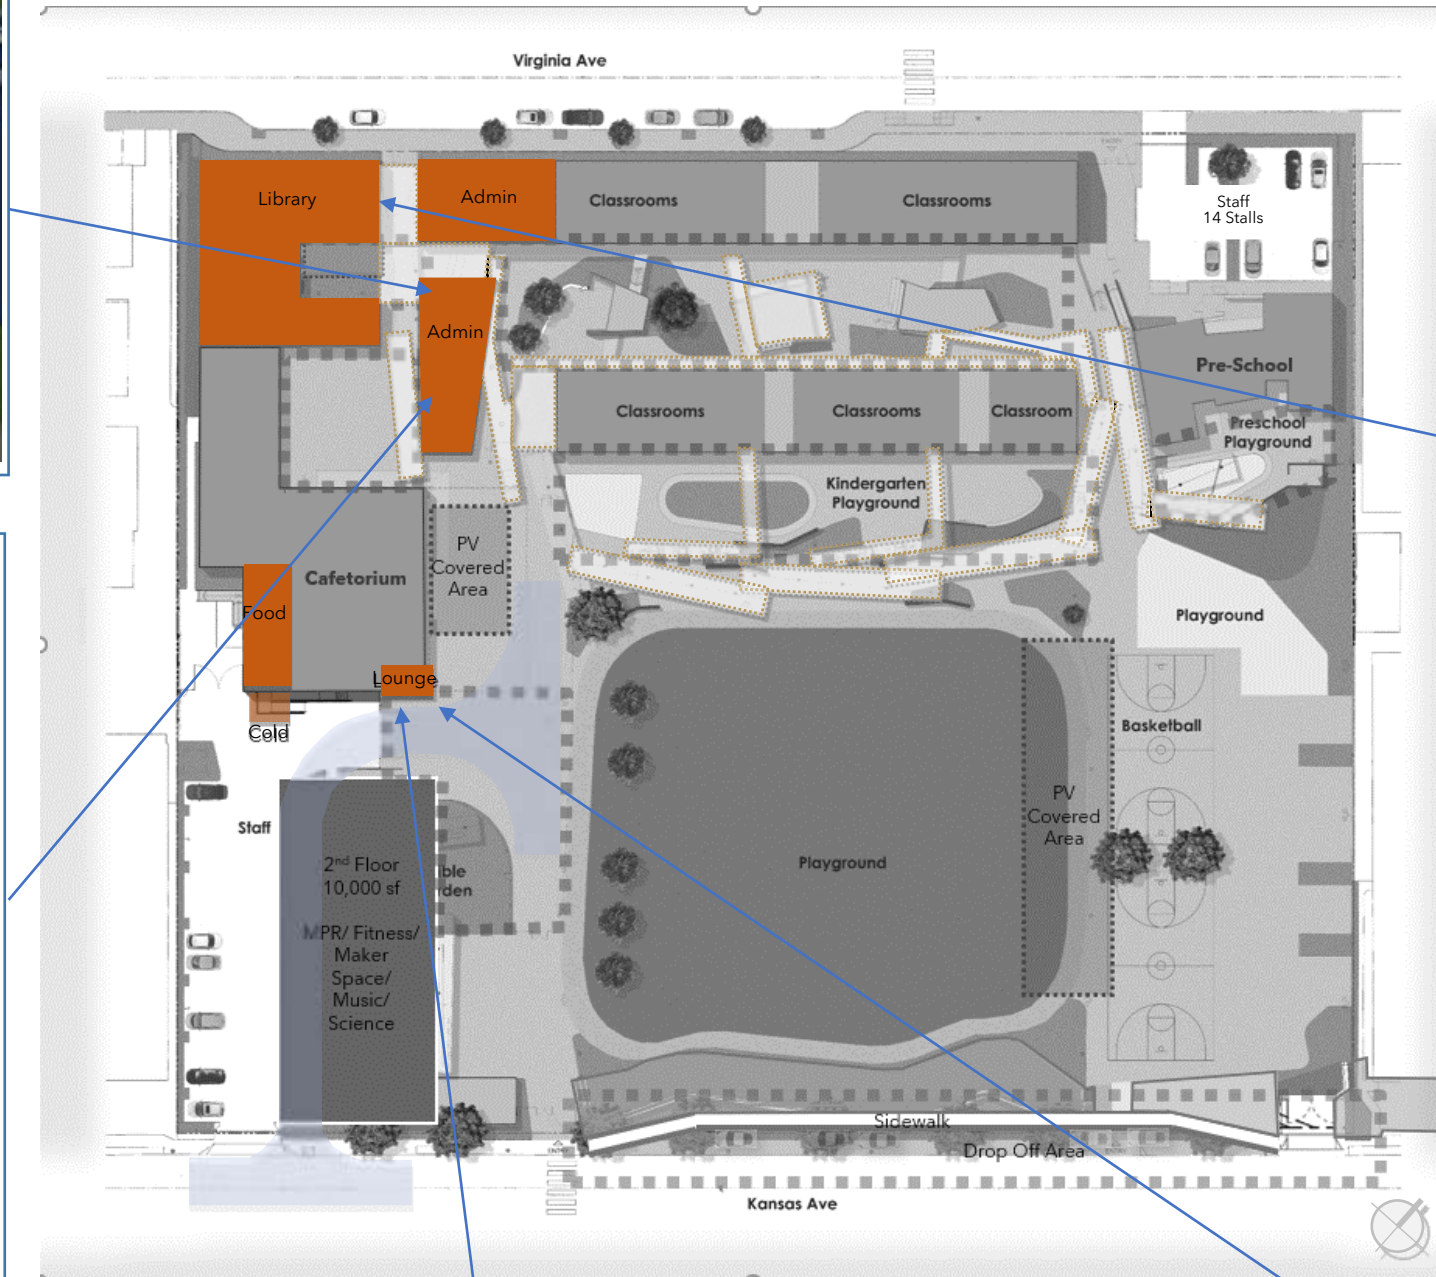 Virginia Ave
Library
Admin
Classrooms
Classrooms
Staff
14 Stalls
Admin
Pre-School
Classrooms
Classrooms
Classroom
Preschool
Playground
Kindergarten
Playground
PV
Covered
Area
Cafetorium
Food
Playground
Lounge
Cold
Basketball
PV
Covered
Area
Staff
2nd Floor
10,000 sf
ble
den
Playground
MPR/ Fitness/
Maker
Space/
Music/
Science
Sidewalk
Drop Off Area
Kansas Ave